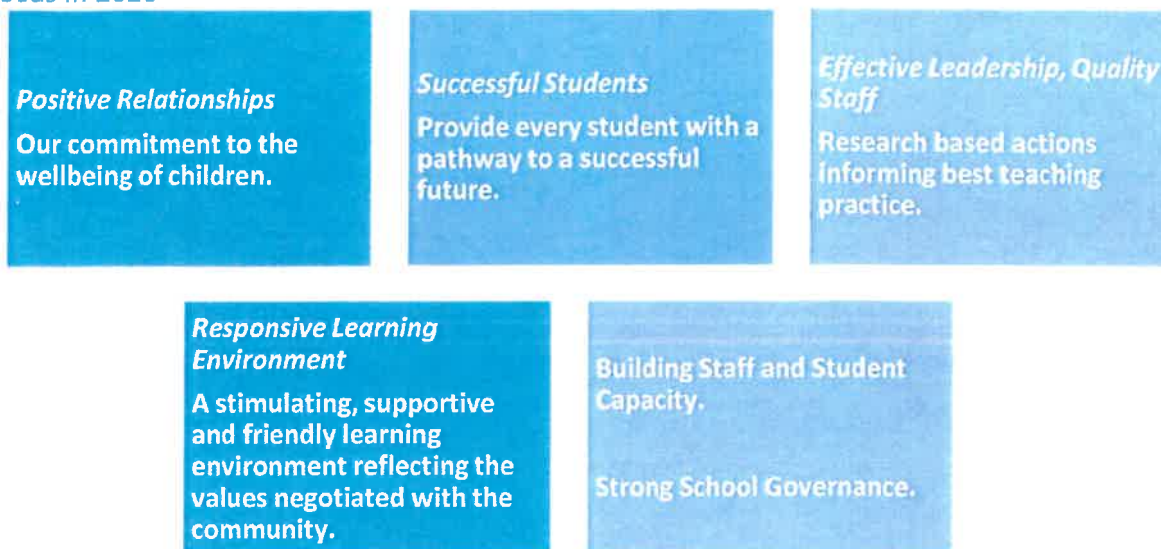 Positive Relationships
Our commitment to the
wellbeing of children.
Successful Students
Provide every student with a
pathway to a successful
future.
Effective Leadership, Quality
Staff
Research based actions
informing best teaching
practice.
Responsive Learning
Environment
A stimulating, supportive
and friendly learning
environment reflecting the
values negotiated with the
community.
Building Staff and Student
Capacity.
Strong School Governance.